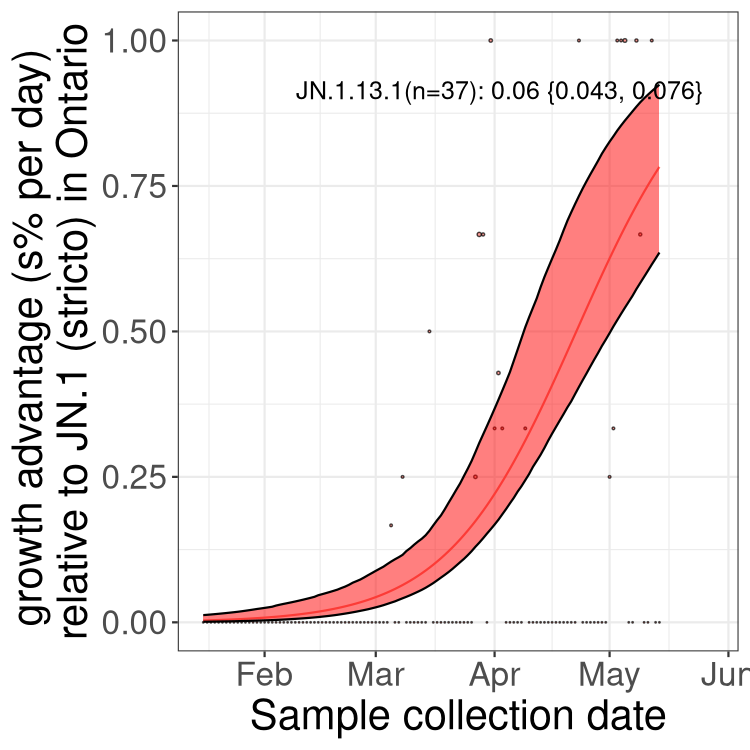 growth advantage (s% per day)
relative to JN.1 (stricto) in Ontario
1.00
0.75
0.50
0.25
0.00
JN.1.13.1(n=37): 0.06 {0.043, 0.076}
Feb Mar Apr May Jun
Sample collection date